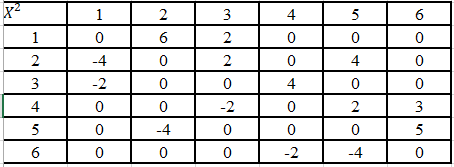 X² 1 2 3 4 5 6
1 0 6 2 0 0 0
2 -4 0 2 0 4 0
3 -2 0 0 4 0 0
4 0 0 -2 0 2 3
5 0 -4 0 0 0 5
6 0 0 0 -2 -4 0